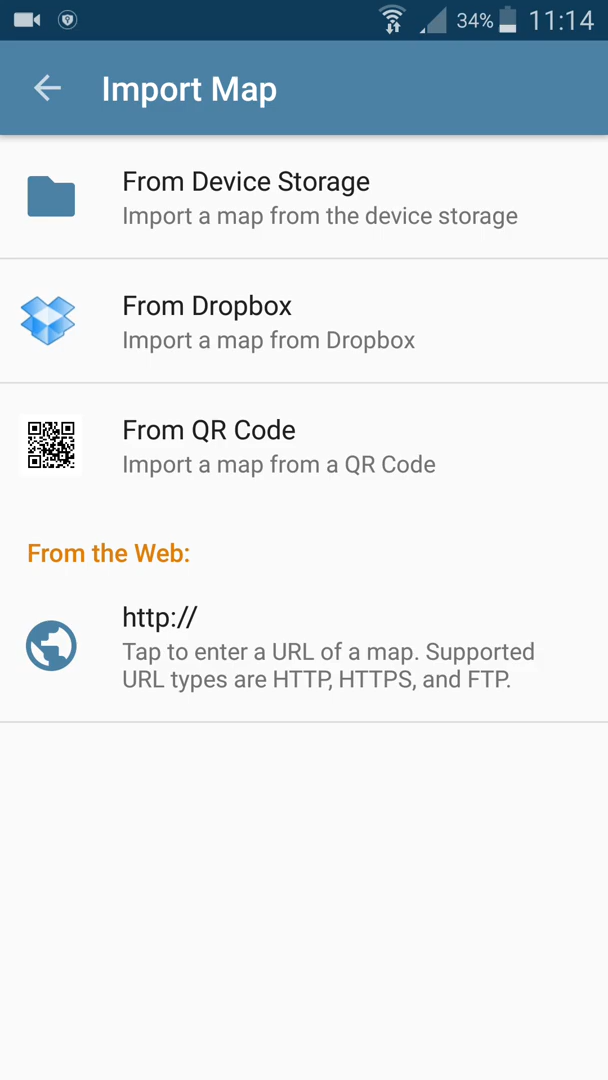 34% 11:14
Import Map
From Device Storage
Import a map from the device storage
From Dropbox
Import a map from Dropbox
From QR Code
Import a map from a QR Code
From the Web:
http://
Tap to enter a URL of a map. Supported
URL types are HTTP, HTTPS, and FTP.